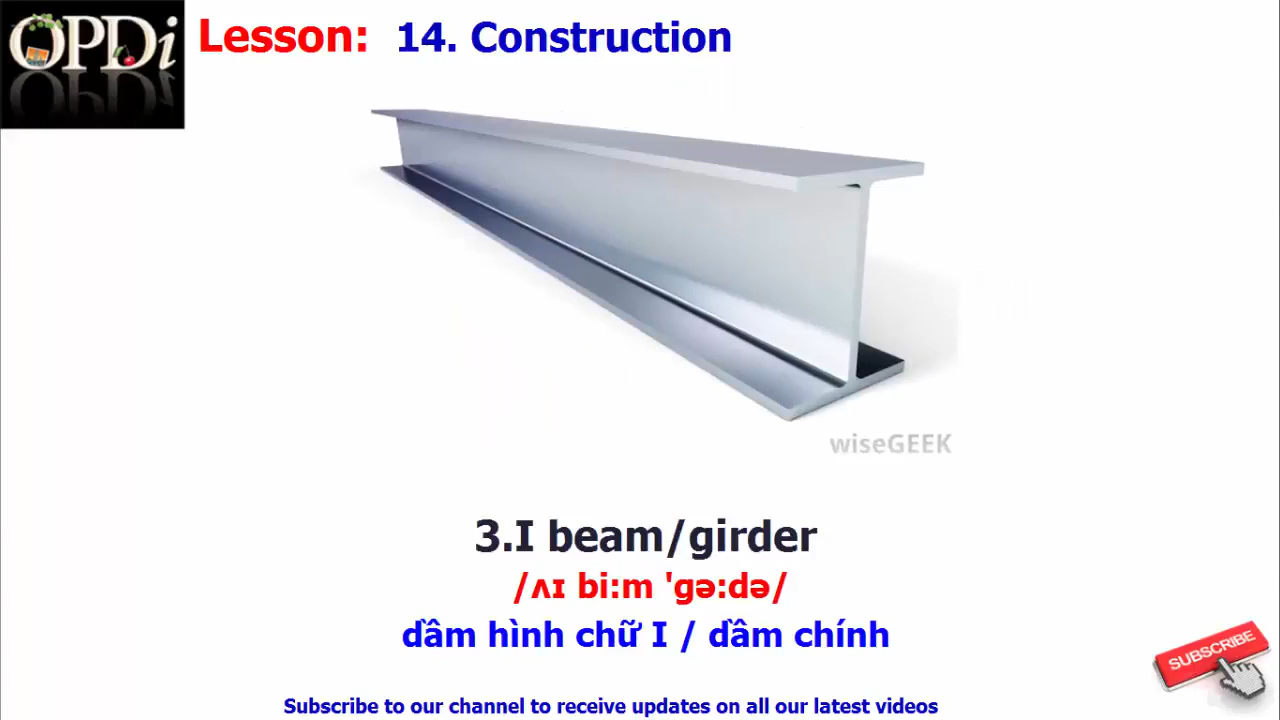 OPDi
Lesson: 14. Construction
wiseGEEK
3.I beam/girder
/ʌɪ bi:m 'gə:də/
dầm hình chữ I / dầm chính
SUBSCRIBE
Subscribe to our channel to receive updates on all our latest videos